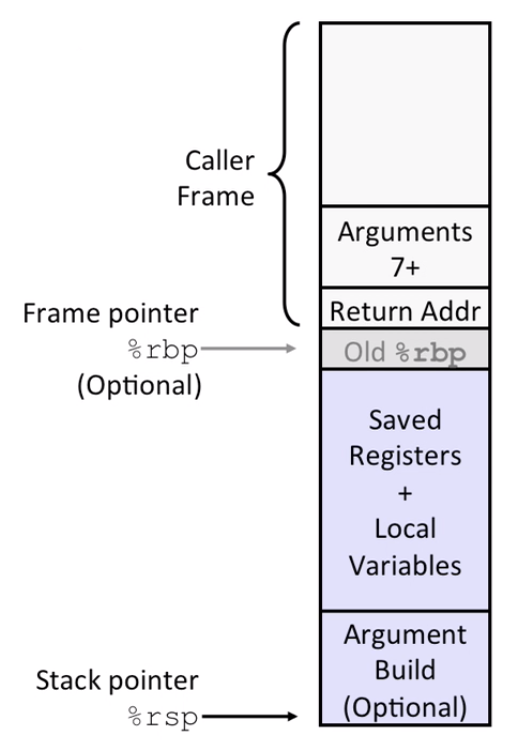 Caller
Frame
Arguments
7+
Return Addr
Frame pointer
%rbp
(Optional)
Old %rbp
Saved
Registers
+
Local
Variables
Argument
Build
(Optional)
Stack pointer
%rsp